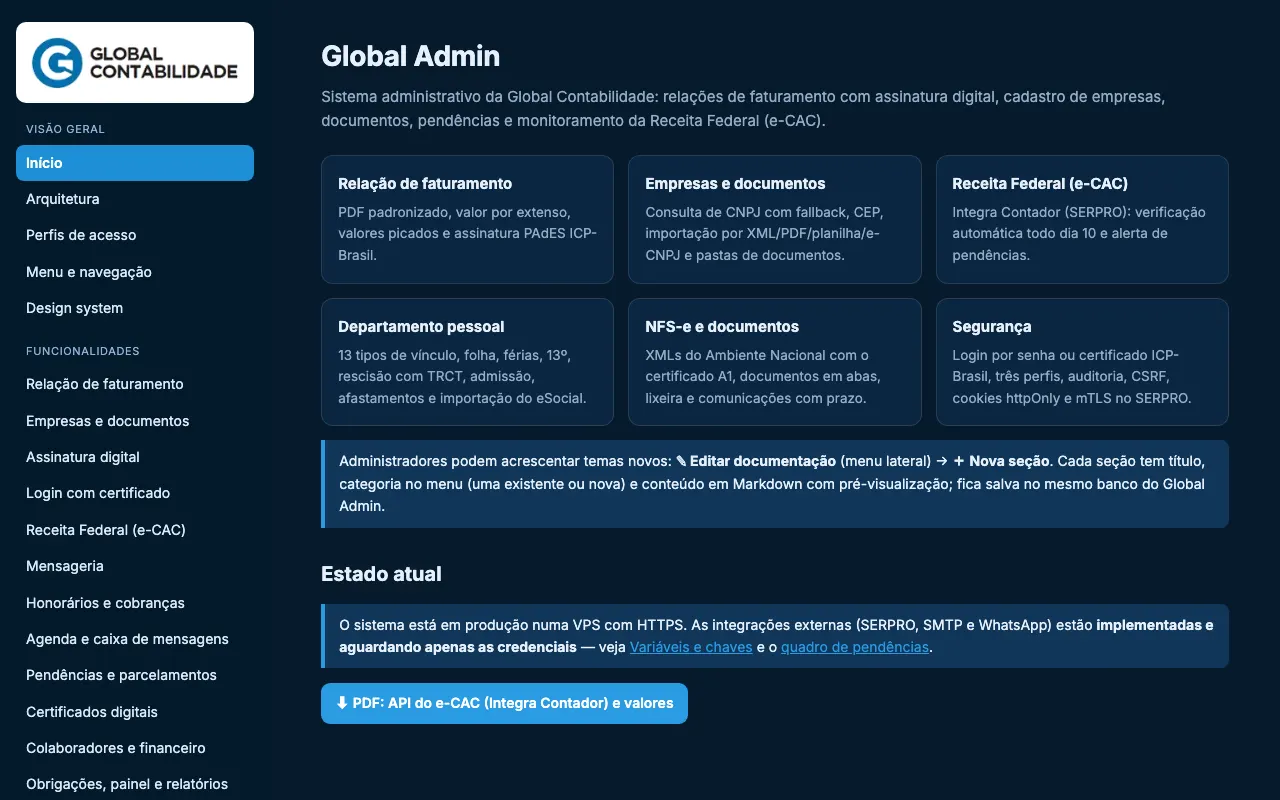 GLOBAL
CONTABILIDADE
VISÃO GERAL
Início
Arquitetura
Perfis de acesso
Menu e navegação
Design system
FUNCIONALIDADES
Relação de faturamento
Empresas e documentos
Assinatura digital
Login com certificado
Receita Federal (e-CAC)
Mensageria
Honorários e cobranças
Agenda e caixa de mensagens
Pendências e parcelamentos
Certificados digitais
Colaboradores e financeiro
Obrigações, painel e relatórios
Global Admin
Sistema administrativo da Global Contabilidade: relações de faturamento com assinatura digital, cadastro de empresas,
documentos, pendências e monitoramento da Receita Federal (e-CAC).
Relação de faturamento
PDF padronizado, valor por extenso,
valores picados e assinatura PAdES ICP-
Brasil.
Empresas e documentos
Consulta de CNPJ com fallback, CEP,
importação por XML/PDF/planilha/e-
CNPJ e pastas de documentos.
Receita Federal (e-CAC)
Integra Contador (SERPRO): verificação
automática todo dia 10 e alerta de
pendências.
Departamento pessoal
13 tipos de vínculo, folha, férias, 13º,
rescisão com TRCT, admissão,
afastamentos e importação do eSocial.
NFS-e e documentos
XMLs do Ambiente Nacional com o
certificado A1, documentos em abas,
lixeira e comunicações com prazo.
Segurança
Login por senha ou certificado ICP-
Brasil, três perfis, auditoria, CSRF,
cookies httpOnly e mTLS no SERPRO.
Administradores podem acrescentar temas novos: ✎ Editar documentação (menu lateral) → + Nova seção. Cada seção tem título,
categoria no menu (uma existente ou nova) e conteúdo em Markdown com pré-visualização; fica salva no mesmo banco do Global
Admin.
Estado atual
O sistema está em produção numa VPS com HTTPS. As integrações externas (SERPRO, SMTP e WhatsApp) estão implementadas e
aguardando apenas as credenciais — veja Variáveis e chaves e o quadro de pendências.
⬇ PDF: API do e-CAC (Integra Contador) e valores